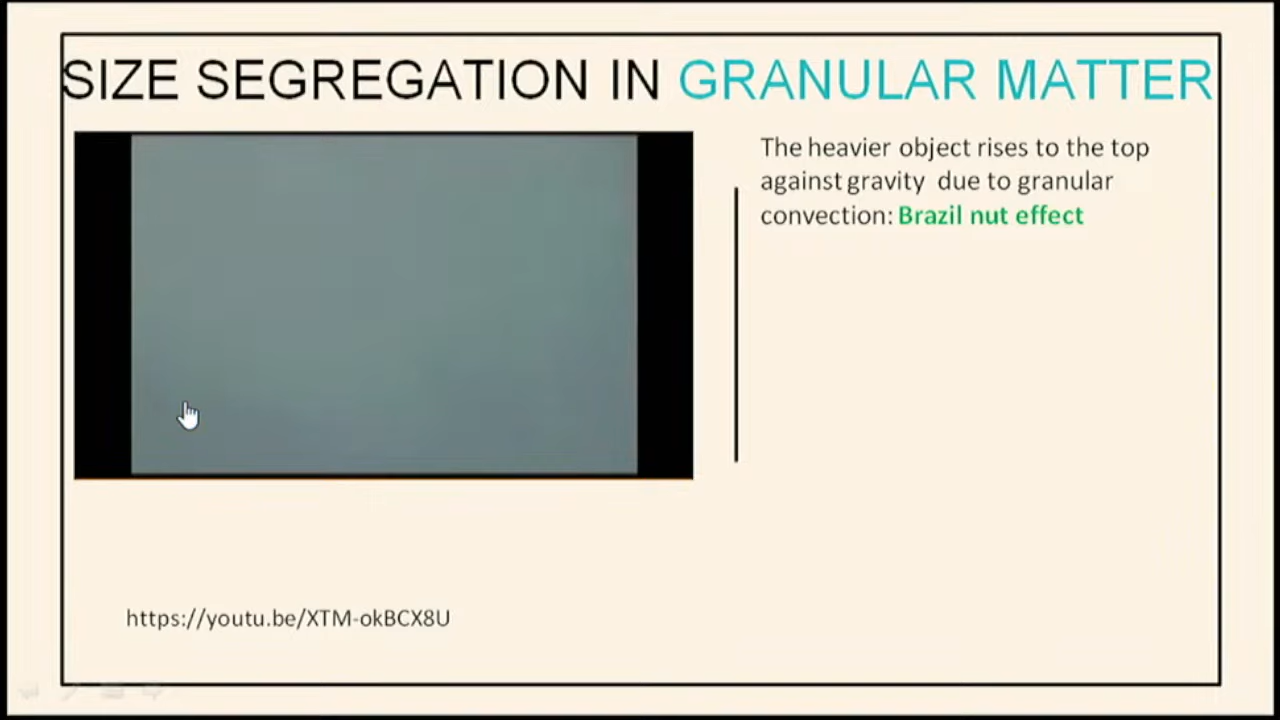 SIZE SEGREGATION IN GRANULAR MATTER
The heavier object rises to the top
against gravity due to granular
convection: Brazil nut effect
https://youtu.be/XTM-okBCX8U